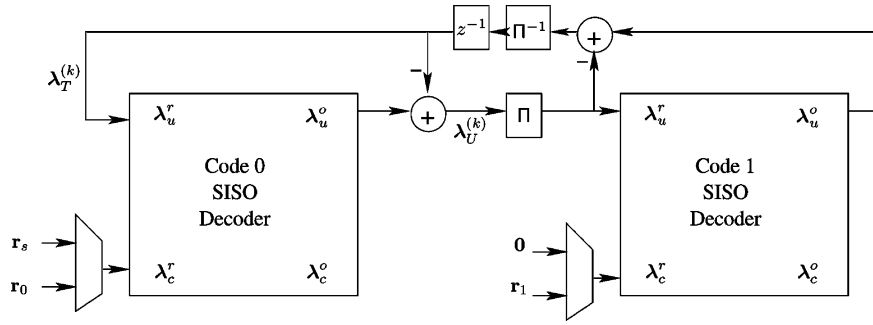 z⁻¹
Π⁻¹
+
−
λ_T^(k)
−
+
λ_U^(k)
Π
λ_u^r
λ_u^o
Code 0
SISO
Decoder
λ_c^r
λ_c^o
r_s
r_0
λ_u^r
λ_u^o
Code 1
SISO
Decoder
λ_c^r
λ_c^o
0
r_1